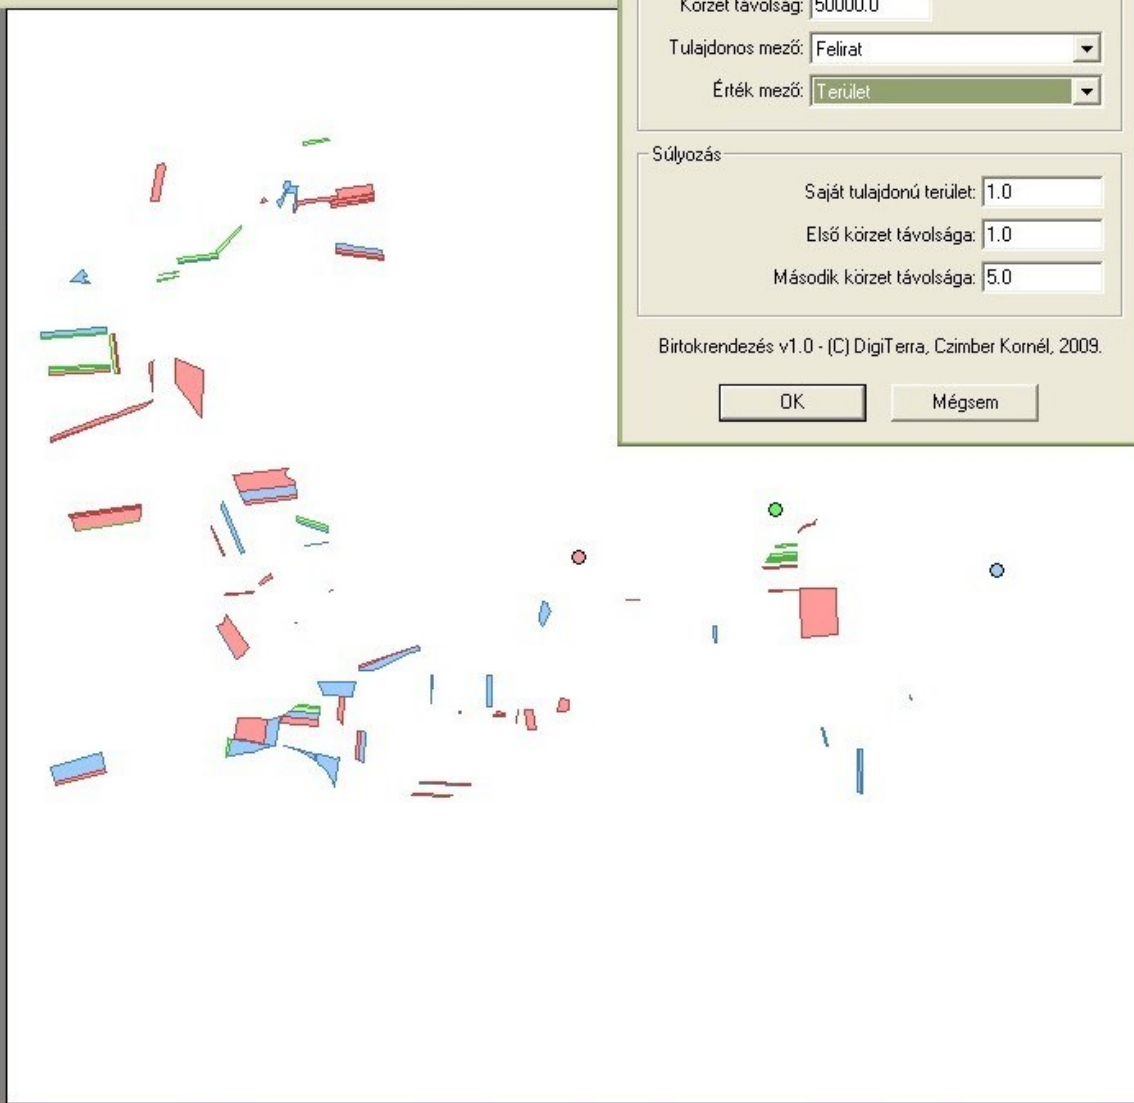 Körzet távolság: 50000.0
Tulajdonos mező: Felirat
Érték mező: Terület
Súlyozás
Saját tulajdonú terület: 1.0
Első körzet távolsága: 1.0
Második körzet távolsága: 5.0
Birtokrendezés v1.0 - (C) DigiTerra, Czimber Kornél, 2009.
OK Mégsem